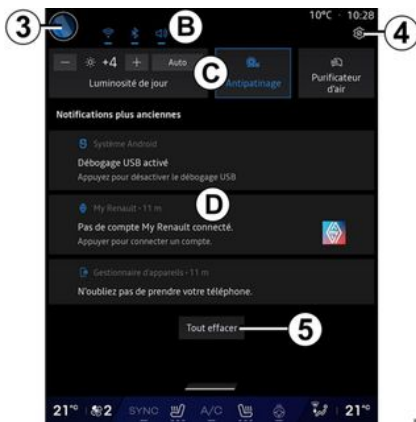 3
B
10°C · 10:28
4
− +4 + Auto
C
Luminosité de jour
Antipatinage
Purificateur
d'air
Notifications plus anciennes
Système Android
Débogage USB activé
Appuyez pour désactiver le débogage USB
My Renault · 11 m
D
Pas de compte My Renault connecté.
Appuyer pour connecter un compte.
Gestionnaire d'appareils · 11 m
N'oubliez pas de prendre votre téléphone.
Tout effacer
5
21°C 2 SYNC A/C 21°C